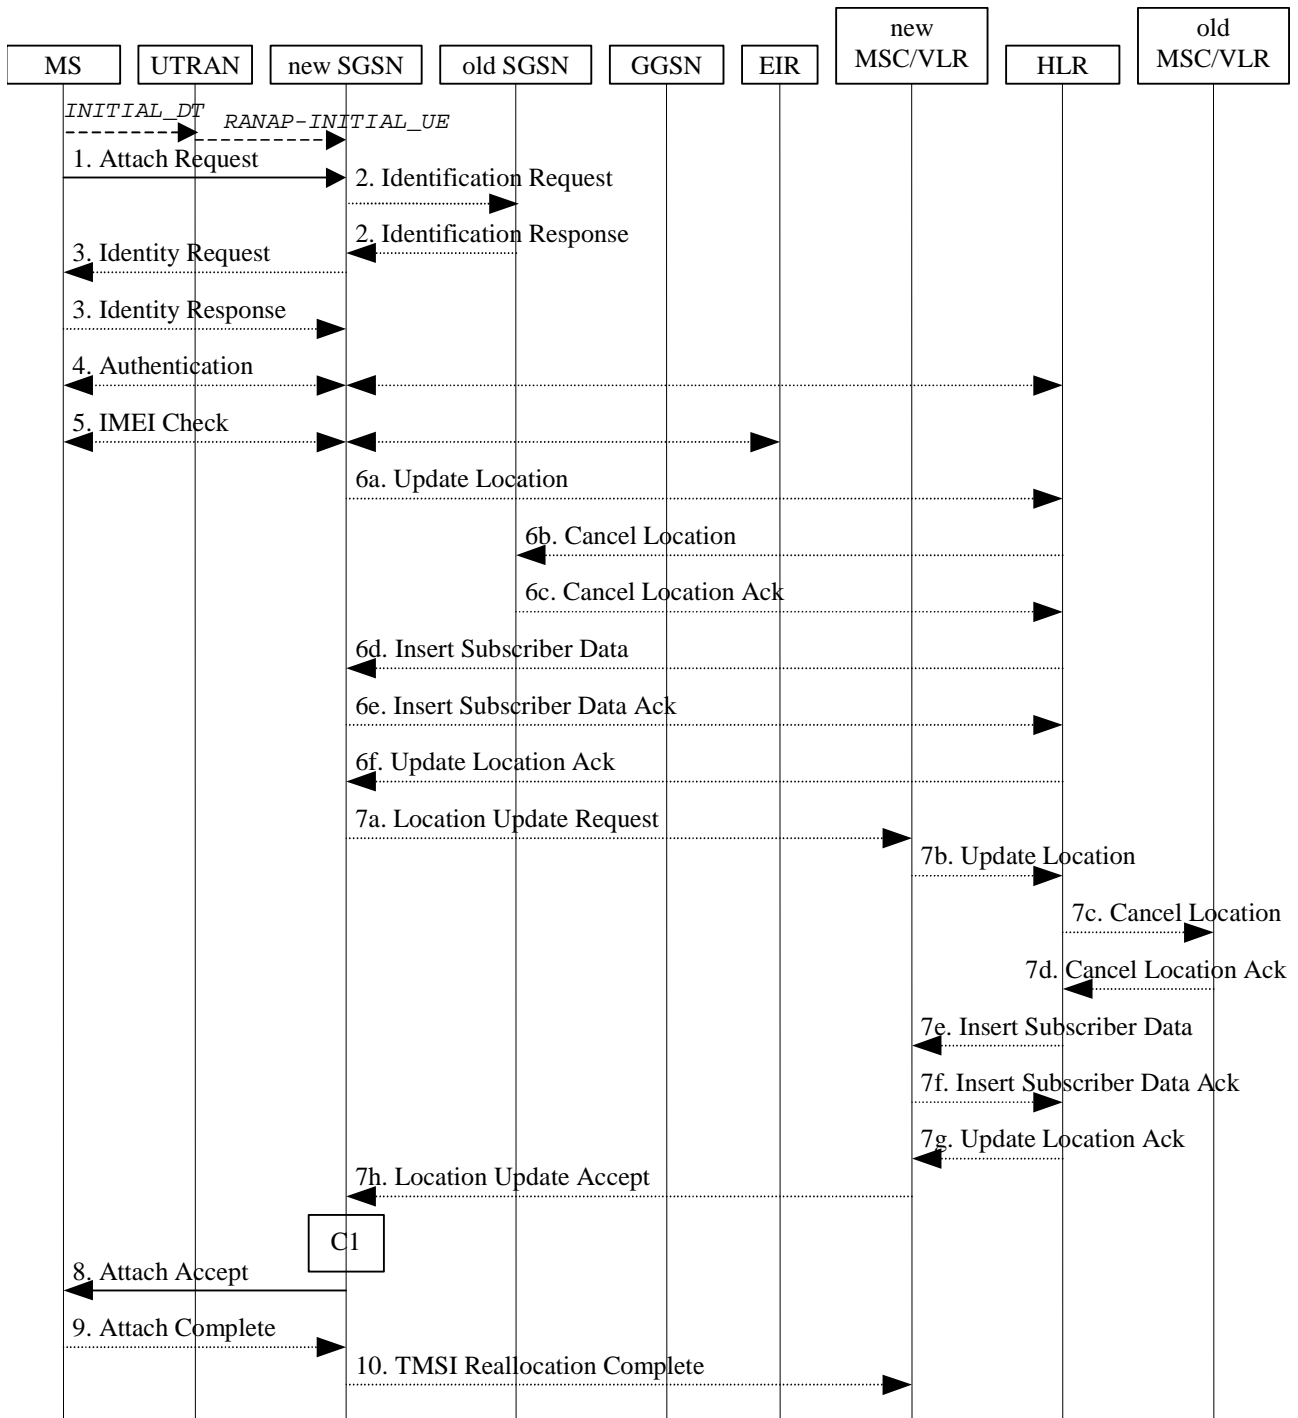 new
MSC/VLR
old
MSC/VLR
MS
UTRAN
new SGSN
old SGSN
GGSN
EIR
HLR
INITIAL_DT
RANAP-INITIAL_UE
1. Attach Request
2. Identification Request
2. Identification Response
3. Identity Request
3. Identity Response
4. Authentication
5. IMEI Check
6a. Update Location
6b. Cancel Location
6c. Cancel Location Ack
6d. Insert Subscriber Data
6e. Insert Subscriber Data Ack
6f. Update Location Ack
7a. Location Update Request
7b. Update Location
7c. Cancel Location
7d. Cancel Location Ack
7e. Insert Subscriber Data
7f. Insert Subscriber Data Ack
7g. Update Location Ack
7h. Location Update Accept
C1
8. Attach Accept
9. Attach Complete
10. TMSI Reallocation Complete